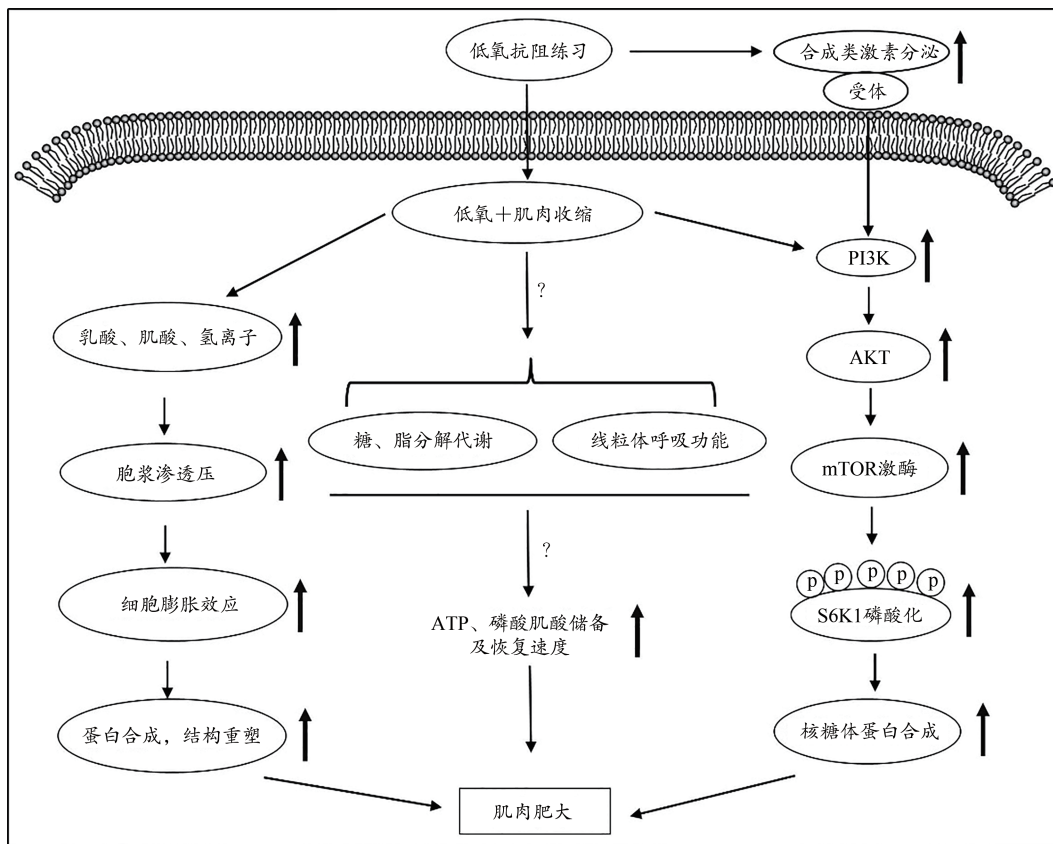 低氧抗阻练习
合成类激素分泌
受体
低氧＋肌肉收缩
PI3K
?
乳酸、肌酸、氢离子
AKT
糖、脂分解代谢
线粒体呼吸功能
胞浆渗透压
mTOR激酶
?
p p p p p
细胞膨胀效应
S6K1磷酸化
ATP、磷酸肌酸储备
及恢复速度
蛋白合成，结构重塑
核糖体蛋白合成
肌肉肥大